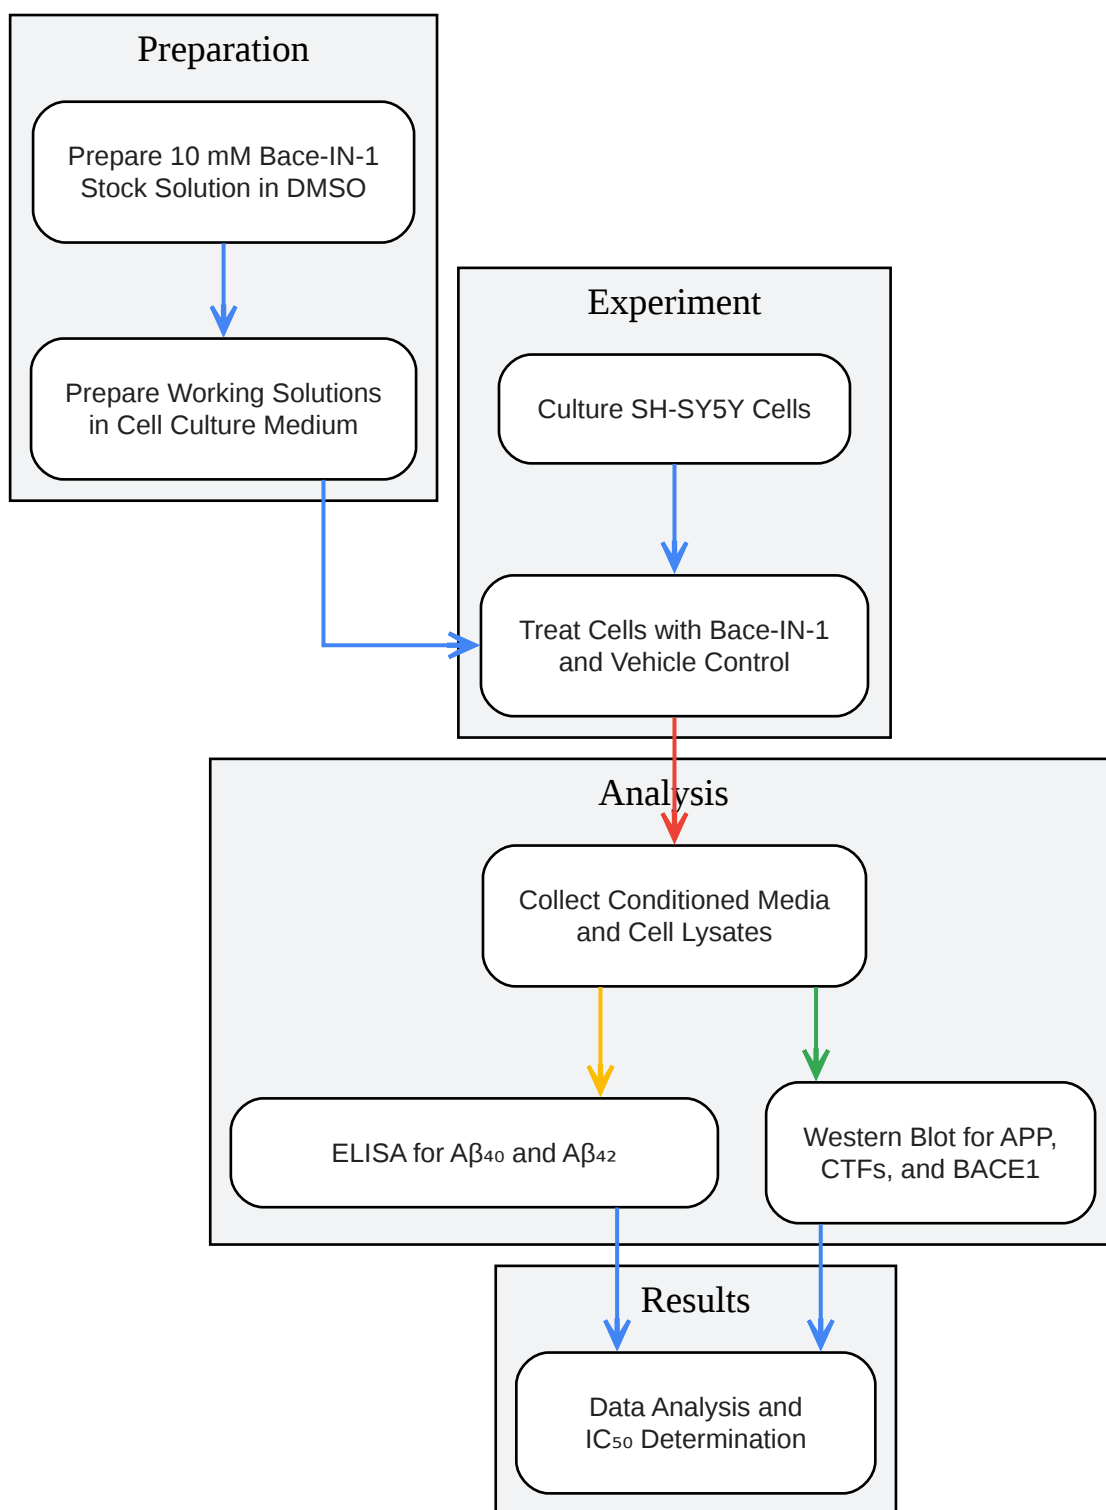 Preparation
Prepare 10 mM Bace-IN-1
Stock Solution in DMSO
Prepare Working Solutions
in Cell Culture Medium
Experiment
Culture SH-SY5Y Cells
Treat Cells with Bace-IN-1
and Vehicle Control
Analysis
Collect Conditioned Media
and Cell Lysates
ELISA for Aβ₄₀ and Aβ₄₂
Western Blot for APP,
CTFs, and BACE1
Results
Data Analysis and
IC₅₀ Determination